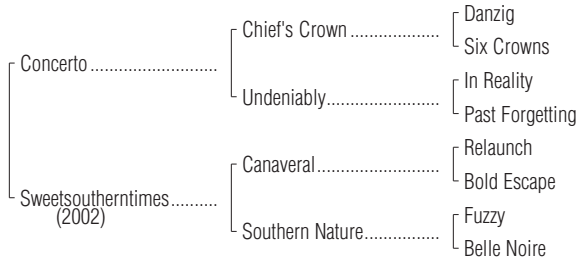 Danzig
Chief's Crown
Six Crowns
Concerto
In Reality
Undeniably
Past Forgetting
Relaunch
Canaveral
Bold Escape
Sweetsoutherntimes
(2002)
Fuzzy
Southern Nature
Belle Noire